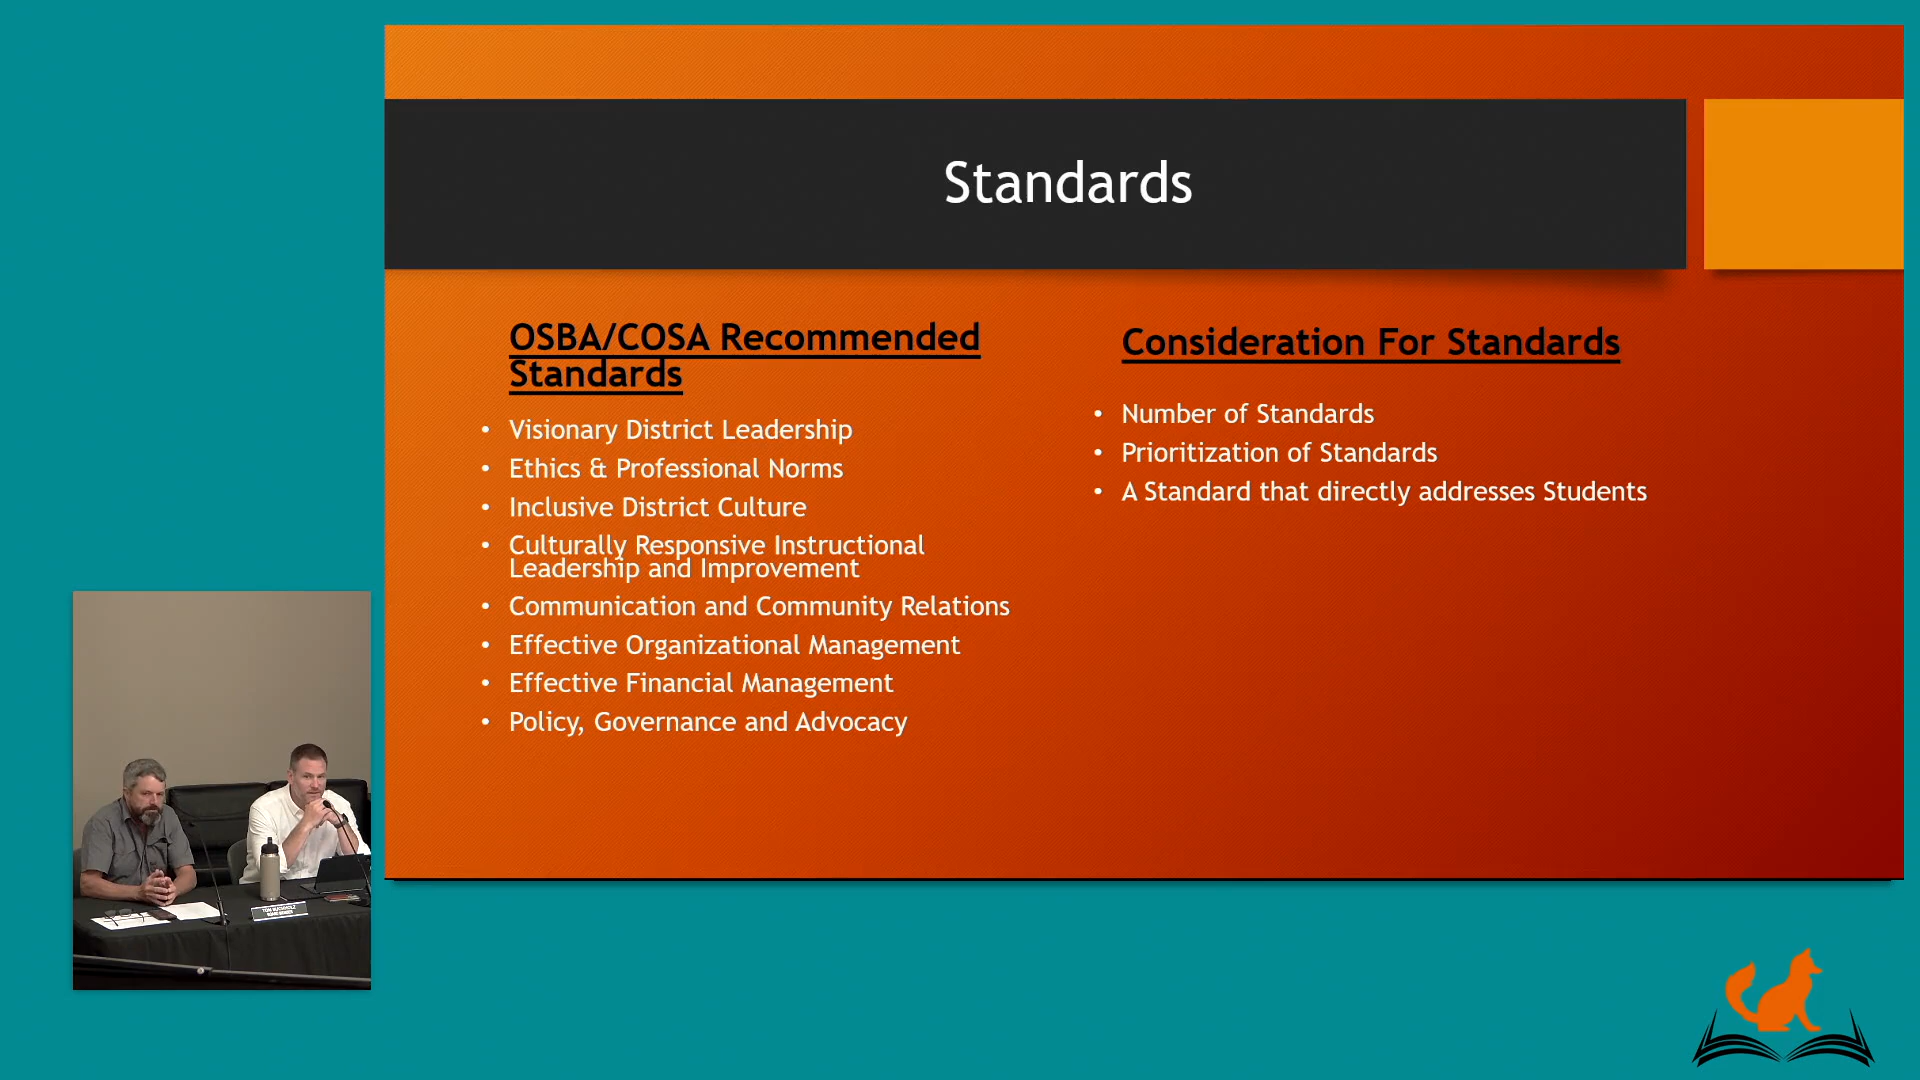 Standards
OSBA/COSA Recommended
Standards
• Visionary District Leadership
• Ethics & Professional Norms
• Inclusive District Culture
• Culturally Responsive Instructional
Leadership and Improvement
• Communication and Community Relations
• Effective Organizational Management
• Effective Financial Management
• Policy, Governance and Advocacy
Consideration For Standards
• Number of Standards
• Prioritization of Standards
• A Standard that directly addresses Students